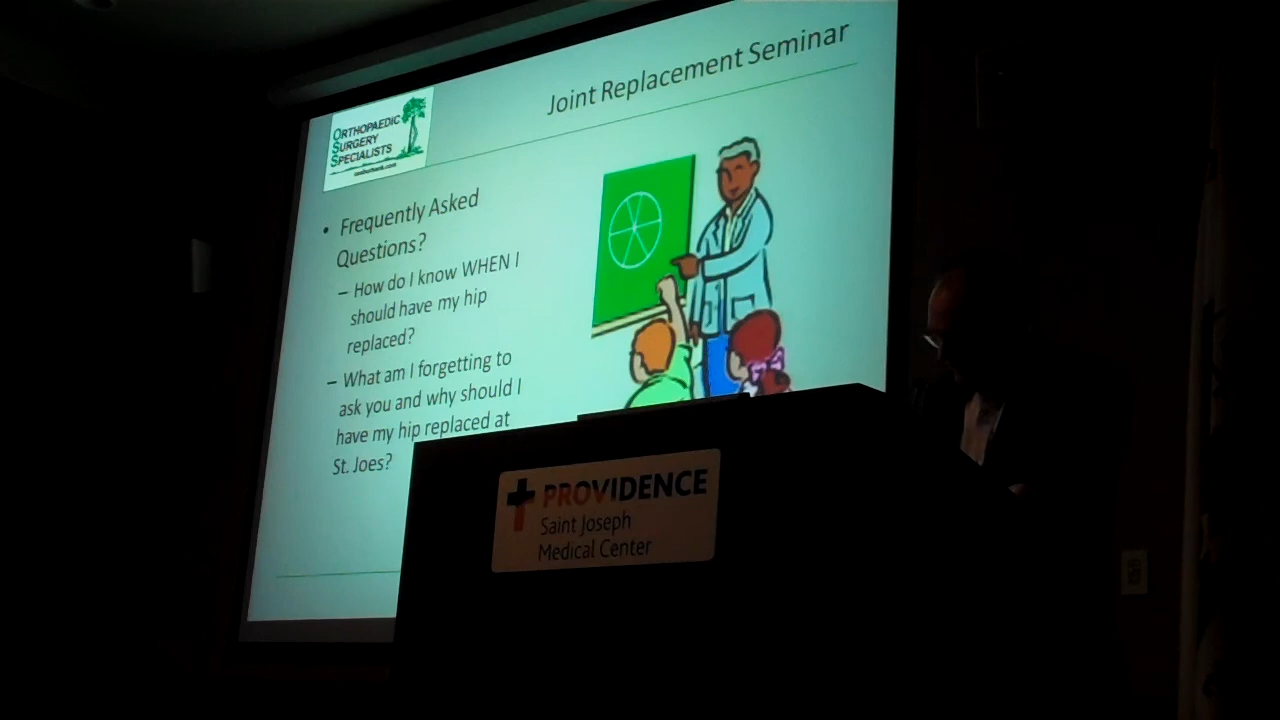 Joint Replacement Seminar
ORTHOPAEDIC
SURGERY
SPECIALISTS
• Frequently Asked
Questions?
– How do I know WHEN I
should have my hip
replaced?
– What am I forgetting to
ask you and why should I
have my hip replaced at
St. Joes?
PROVIDENCE
Saint Joseph
Medical Center